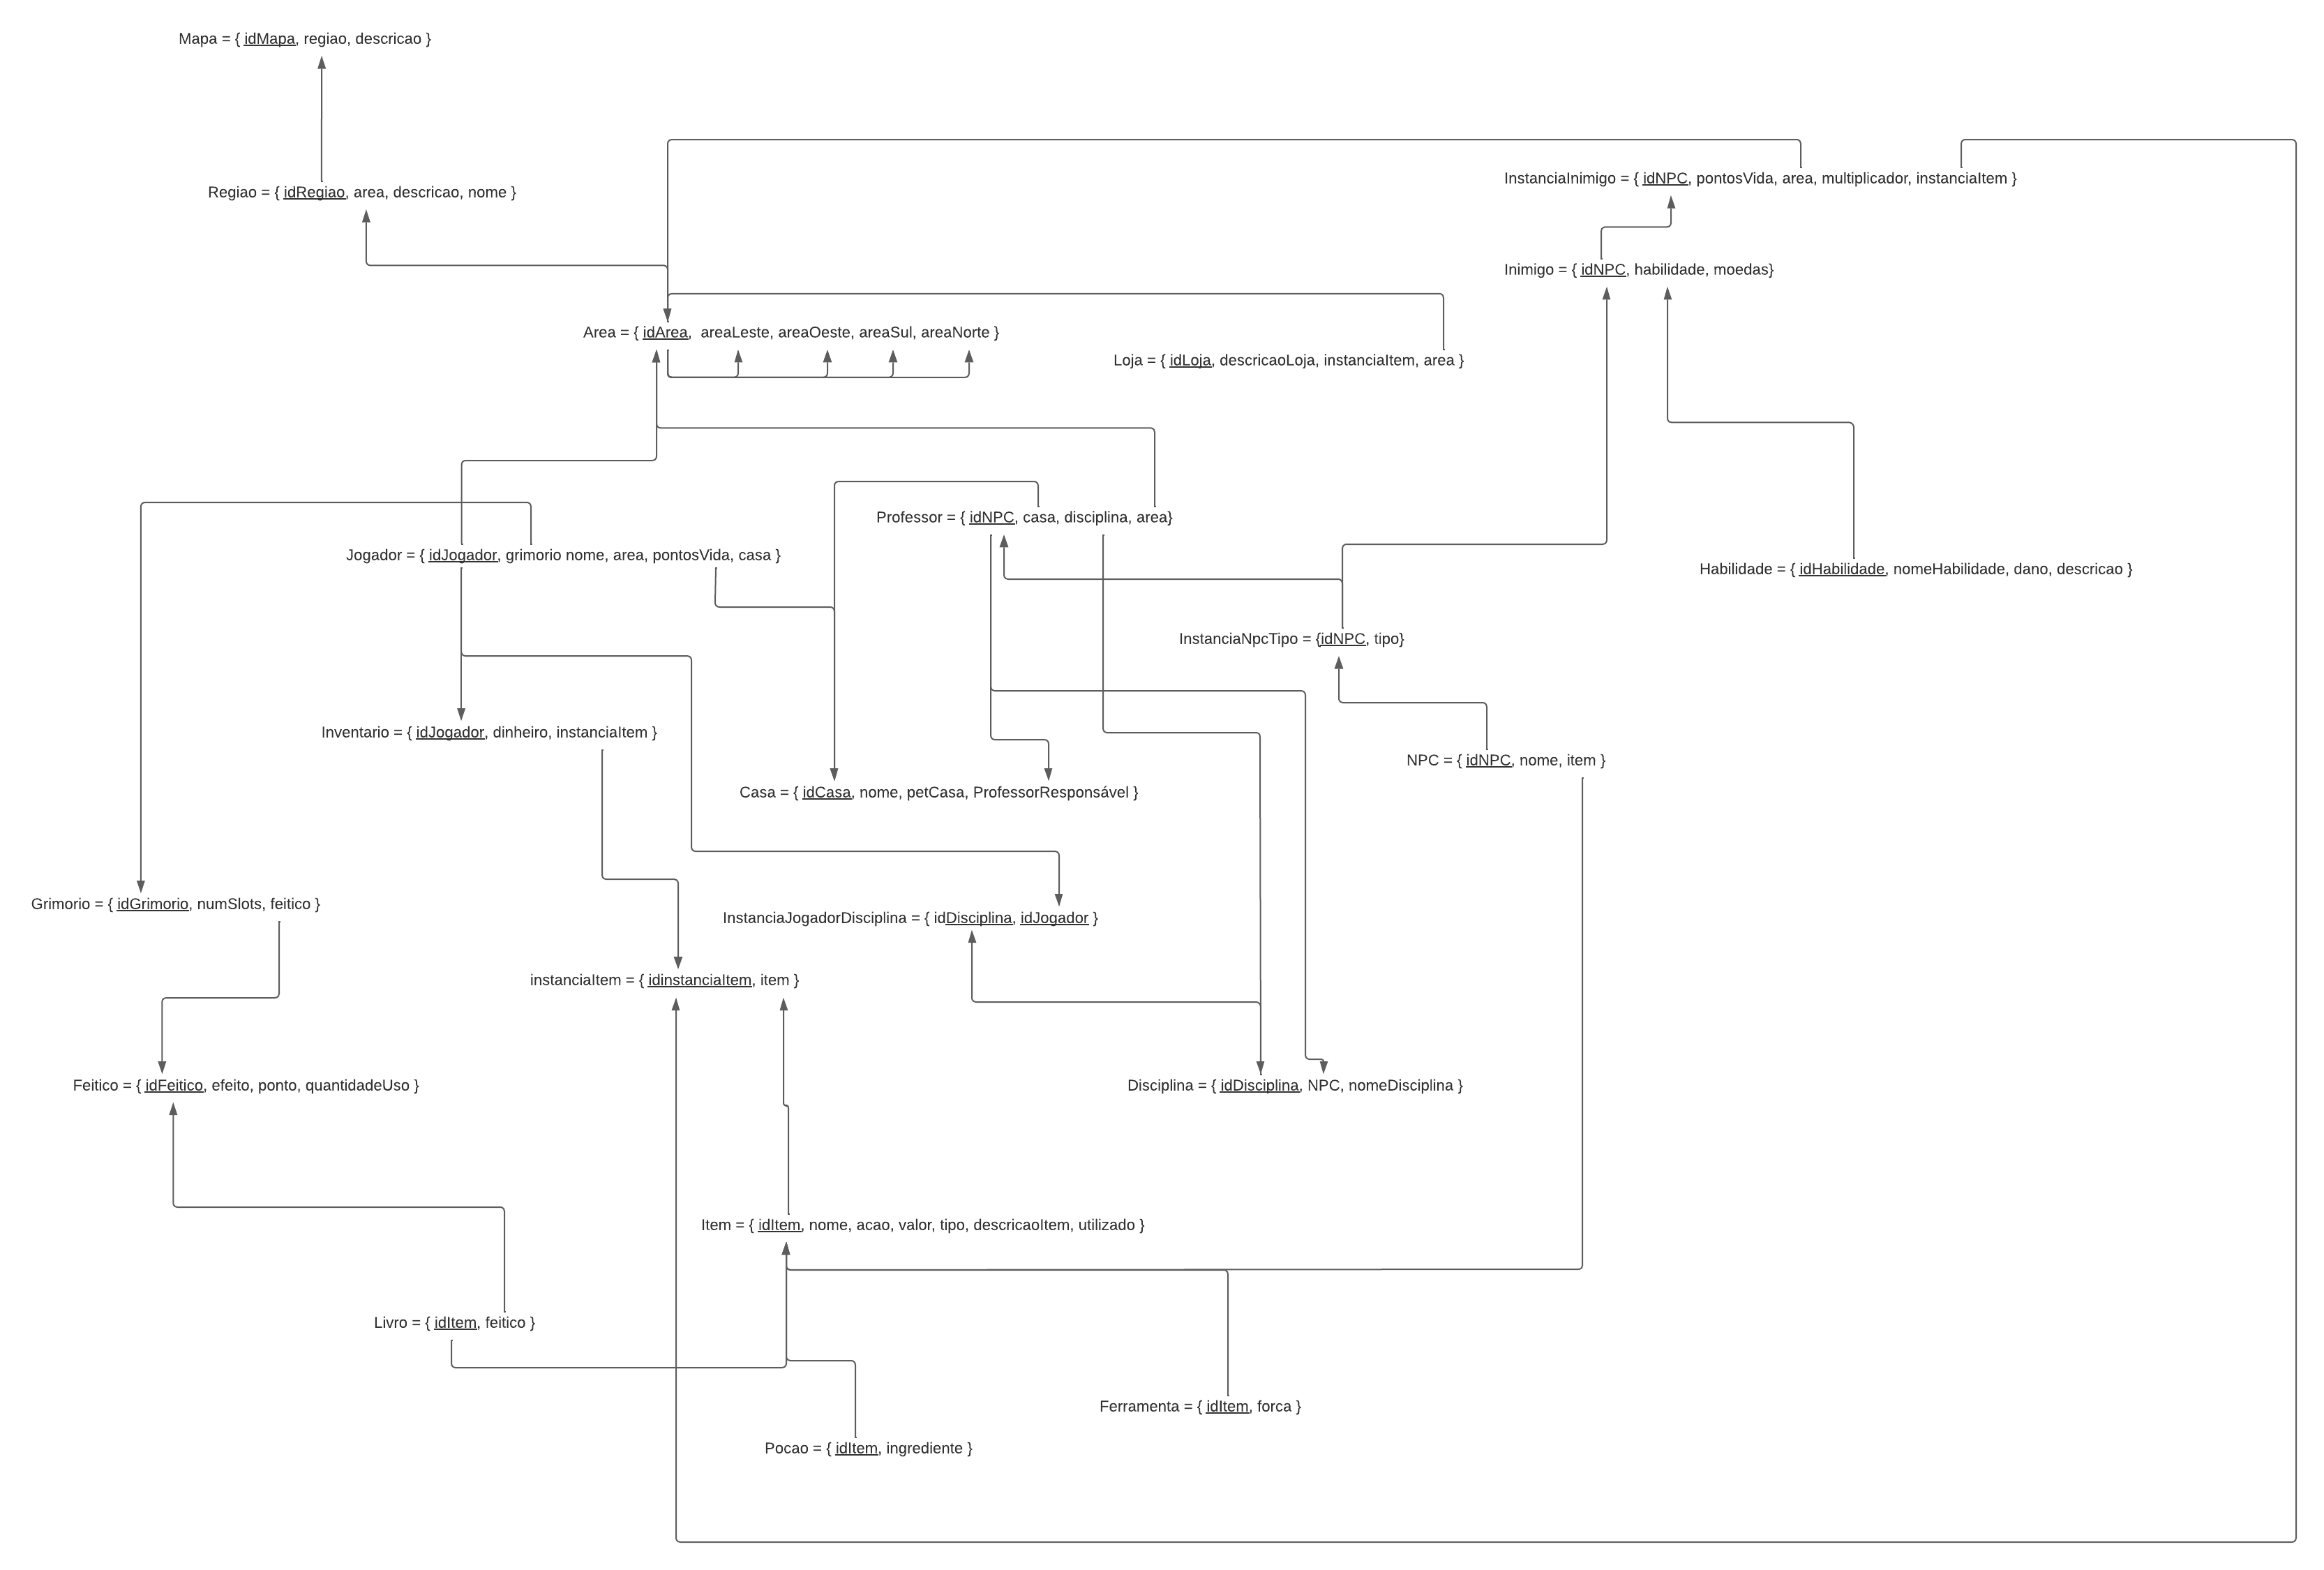 Mapa = { idMapa, regiao, descricao }
InstanciaInimigo = { idNPC, pontosVida, area, multiplicador, instanciaItem }
Regiao = { idRegiao, area, descricao, nome }
Inimigo = { idNPC, habilidade, moedas}
Area = { idArea,  areaLeste, areaOeste, areaSul, areaNorte }
Loja = { idLoja, descricaoLoja, instanciaItem, area }
Professor = { idNPC, casa, disciplina, area}
Jogador = { idJogador, grimorio nome, area, pontosVida, casa }
Habilidade = { idHabilidade, nomeHabilidade, dano, descricao }
InstanciaNpcTipo = {idNPC, tipo}
Inventario = { idJogador, dinheiro, instanciaItem }
NPC = { idNPC, nome, item }
Casa = { idCasa, nome, petCasa, ProfessorResponsável }
Grimorio = { idGrimorio, numSlots, feitico }
InstanciaJogadorDisciplina = { idDisciplina, idJogador }
instanciaItem = { idinstanciaItem, item }
Feitico = { idFeitico, efeito, ponto, quantidadeUso }
Disciplina = { idDisciplina, NPC, nomeDisciplina }
Item = { idItem, nome, acao, valor, tipo, descricaoItem, utilizado }
Livro = { idItem, feitico }
Ferramenta = { idItem, forca }
Pocao = { idItem, ingrediente }